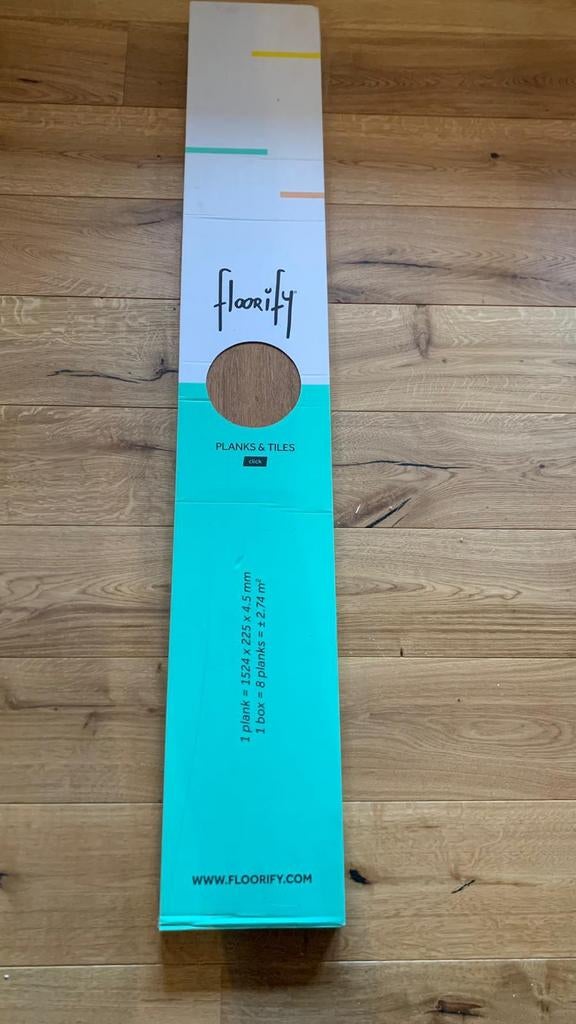 floorify
PLANKS & TILES
click
1 plank = 1524 x 225 x 4.5 mm
1 box = 8 planks = ± 2.74 m²
WWW.FLOORIFY.COM